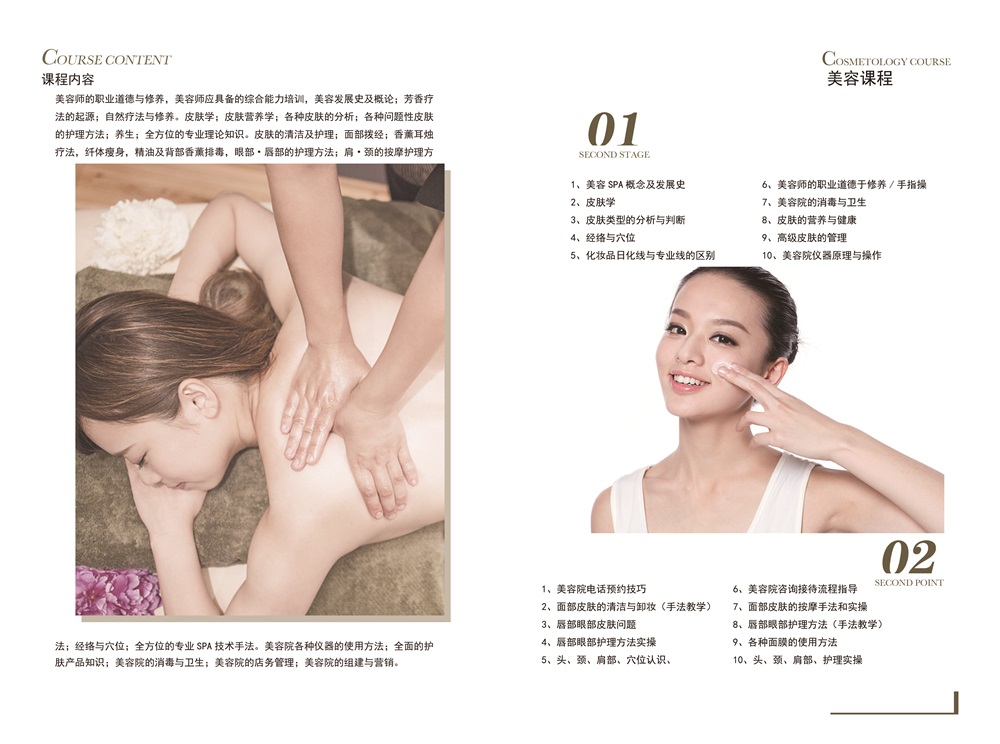 COURSE CONTENT
课程内容
美容师的职业道德与修养，美容师应具备的综合能力培训，美容发展史及概论；芳香疗
法的起源；自然疗法与修养。皮肤学；皮肤营养学；各种皮肤的分析；各种问题性皮肤
的护理方法；养生；全方位的专业理论知识。皮肤的清洁及护理；面部拨经；香薰耳烛
疗法，纤体瘦身，精油及背部香薰排毒，眼部·唇部的护理方法；肩·颈的按摩护理方
法；经络与穴位；全方位的专业 SPA 技术手法。美容院各种仪器的使用方法；全面的护
肤产品知识；美容院的消毒与卫生；美容院的店务管理；美容院的组建与营销。
COSMETOLOGY COURSE
美容课程
01
SECOND STAGE
1、美容 SPA 概念及发展史
2、皮肤学
3、皮肤类型的分析与判断
4、经络与穴位
5、化妆品日化线与专业线的区别
6、美容师的职业道德于修养 / 手指操
7、美容院的消毒与卫生
8、皮肤的营养与健康
9、高级皮肤的管理
10、美容院仪器原理与操作
02
SECOND POINT
1、美容院电话预约技巧
2、面部皮肤的清洁与卸妆（手法教学）
3、唇部眼部皮肤问题
4、唇部眼部护理方法实操
5、头、颈、肩部、穴位认识、
6、美容院咨询接待流程指导
7、面部皮肤的按摩手法和实操
8、唇部眼部护理方法（手法教学）
9、各种面膜的使用方法
10、头、颈、肩部、护理实操